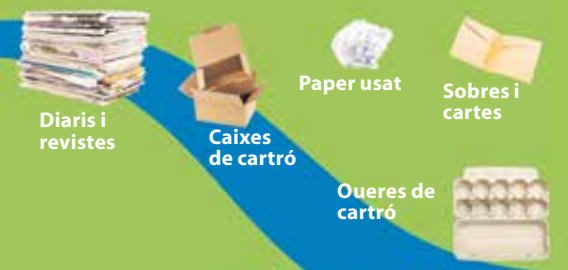 Diaris i
revistes
Caixes
de cartró
Paper usat
Sobres i
cartes
Oueres de
cartró